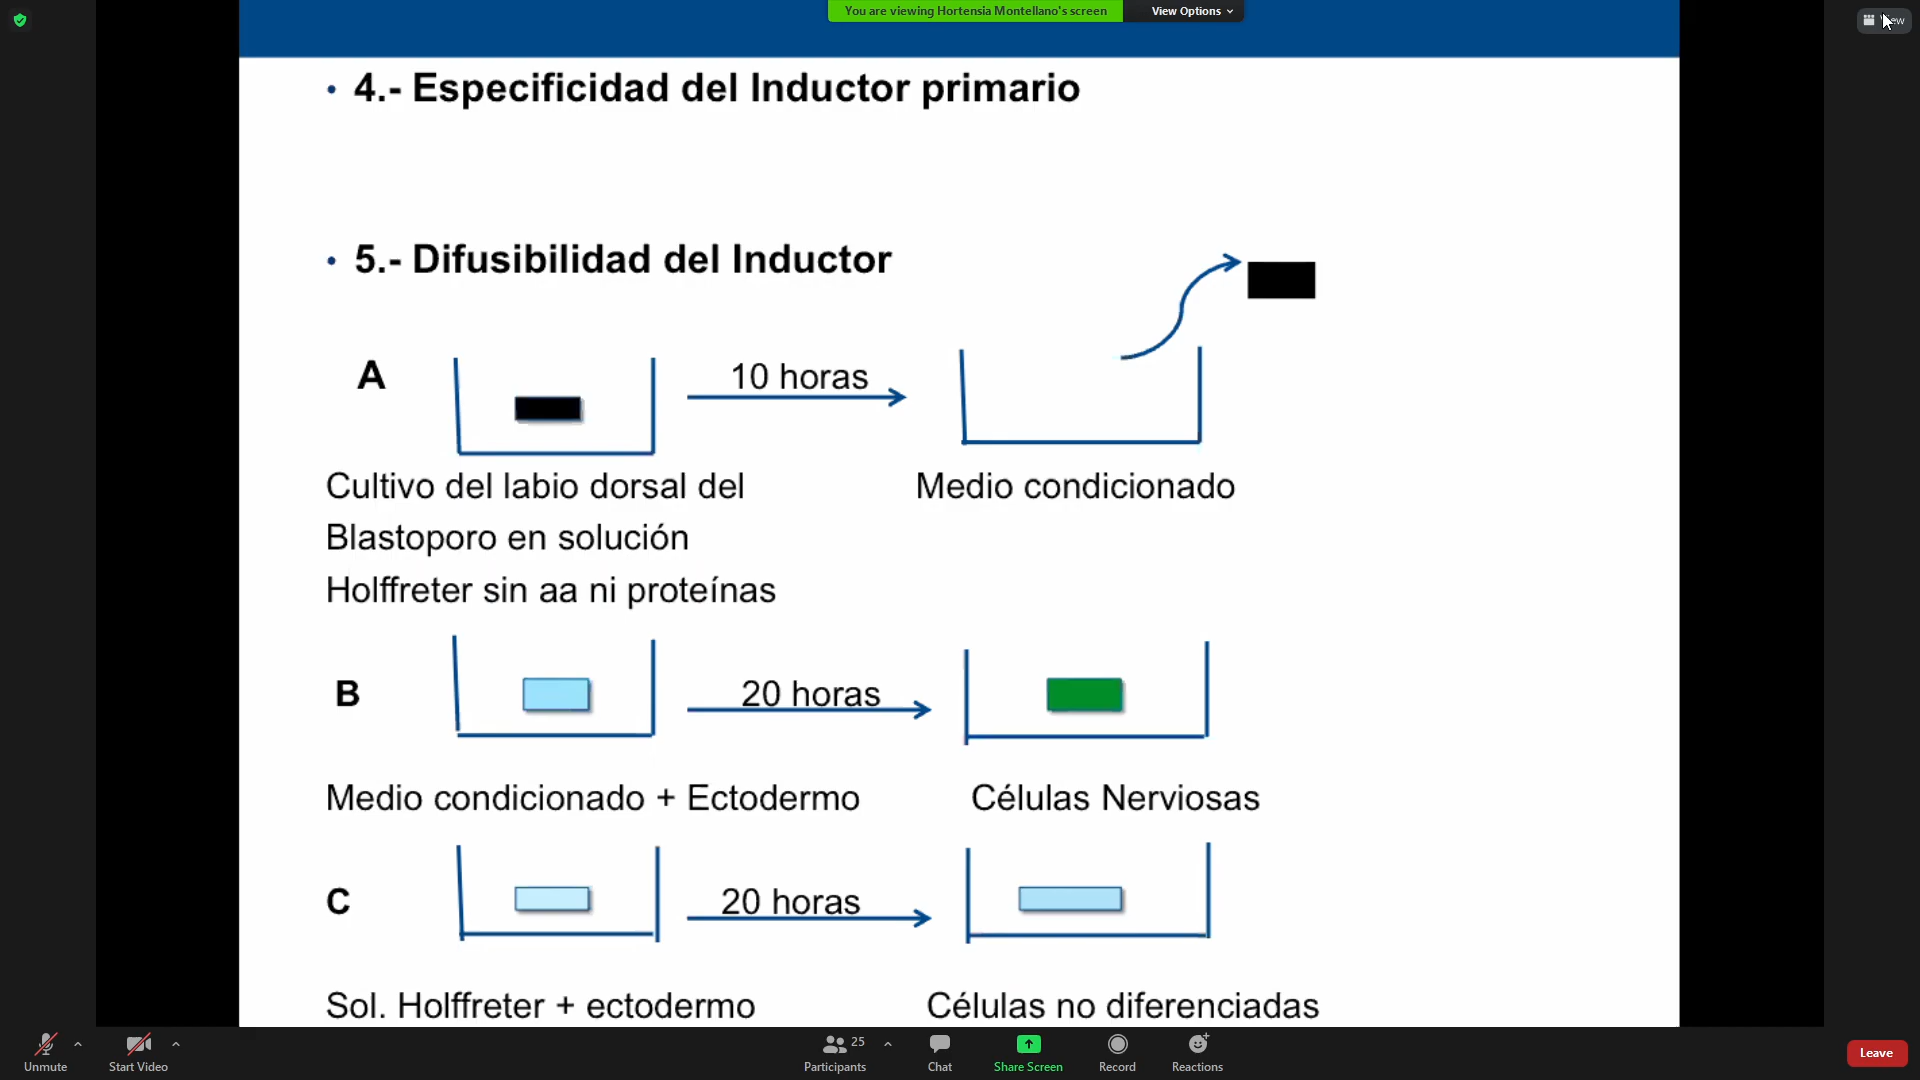 You are viewing Hortensia Montellano's screen
View Options
• 4.- Especificidad del Inductor primario
• 5.- Difusibilidad del Inductor
A
10 horas
Cultivo del labio dorsal del
Medio condicionado
Blastoporo en solución
Holffreter sin aa ni proteínas
B
20 horas
Medio condicionado + Ectodermo
Células Nerviosas
C
20 horas
Sol. Holffreter + ectodermo
Células no diferenciadas
Unmute
Start Video
25
Participants
Chat
Share Screen
Record
Reactions
Leave